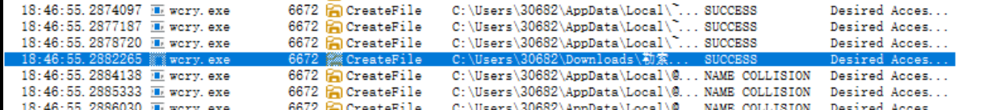 18:46:55.2874097 wcry.exe 6672 CreateFile C:\Users\30682\AppData\Local\~... SUCCESS Desired Acces...
18:46:55.2877187 wcry.exe 6672 CreateFile C:\Users\30682\AppData\Local\~... SUCCESS Desired Acces...
18:46:55.2878720 wcry.exe 6672 CreateFile C:\Users\30682\AppData\Local\~... SUCCESS Desired Acces...
18:46:55.2882265 wcry.exe 6672 CreateFile C:\Users\30682\Downloads\勒索... SUCCESS Desired Acces...
18:46:55.2884138 wcry.exe 6672 CreateFile C:\Users\30682\AppData\Local\@... NAME COLLISION Desired Acces...
18:46:55.2885333 wcry.exe 6672 CreateFile C:\Users\30682\AppData\Local\@... NAME COLLISION Desired Acces...
18:46:55.2886030 wcry.exe 6672 CreateFile C:\Users\30682\AppData\Local\@... NAME COLLISION Desired Acces...